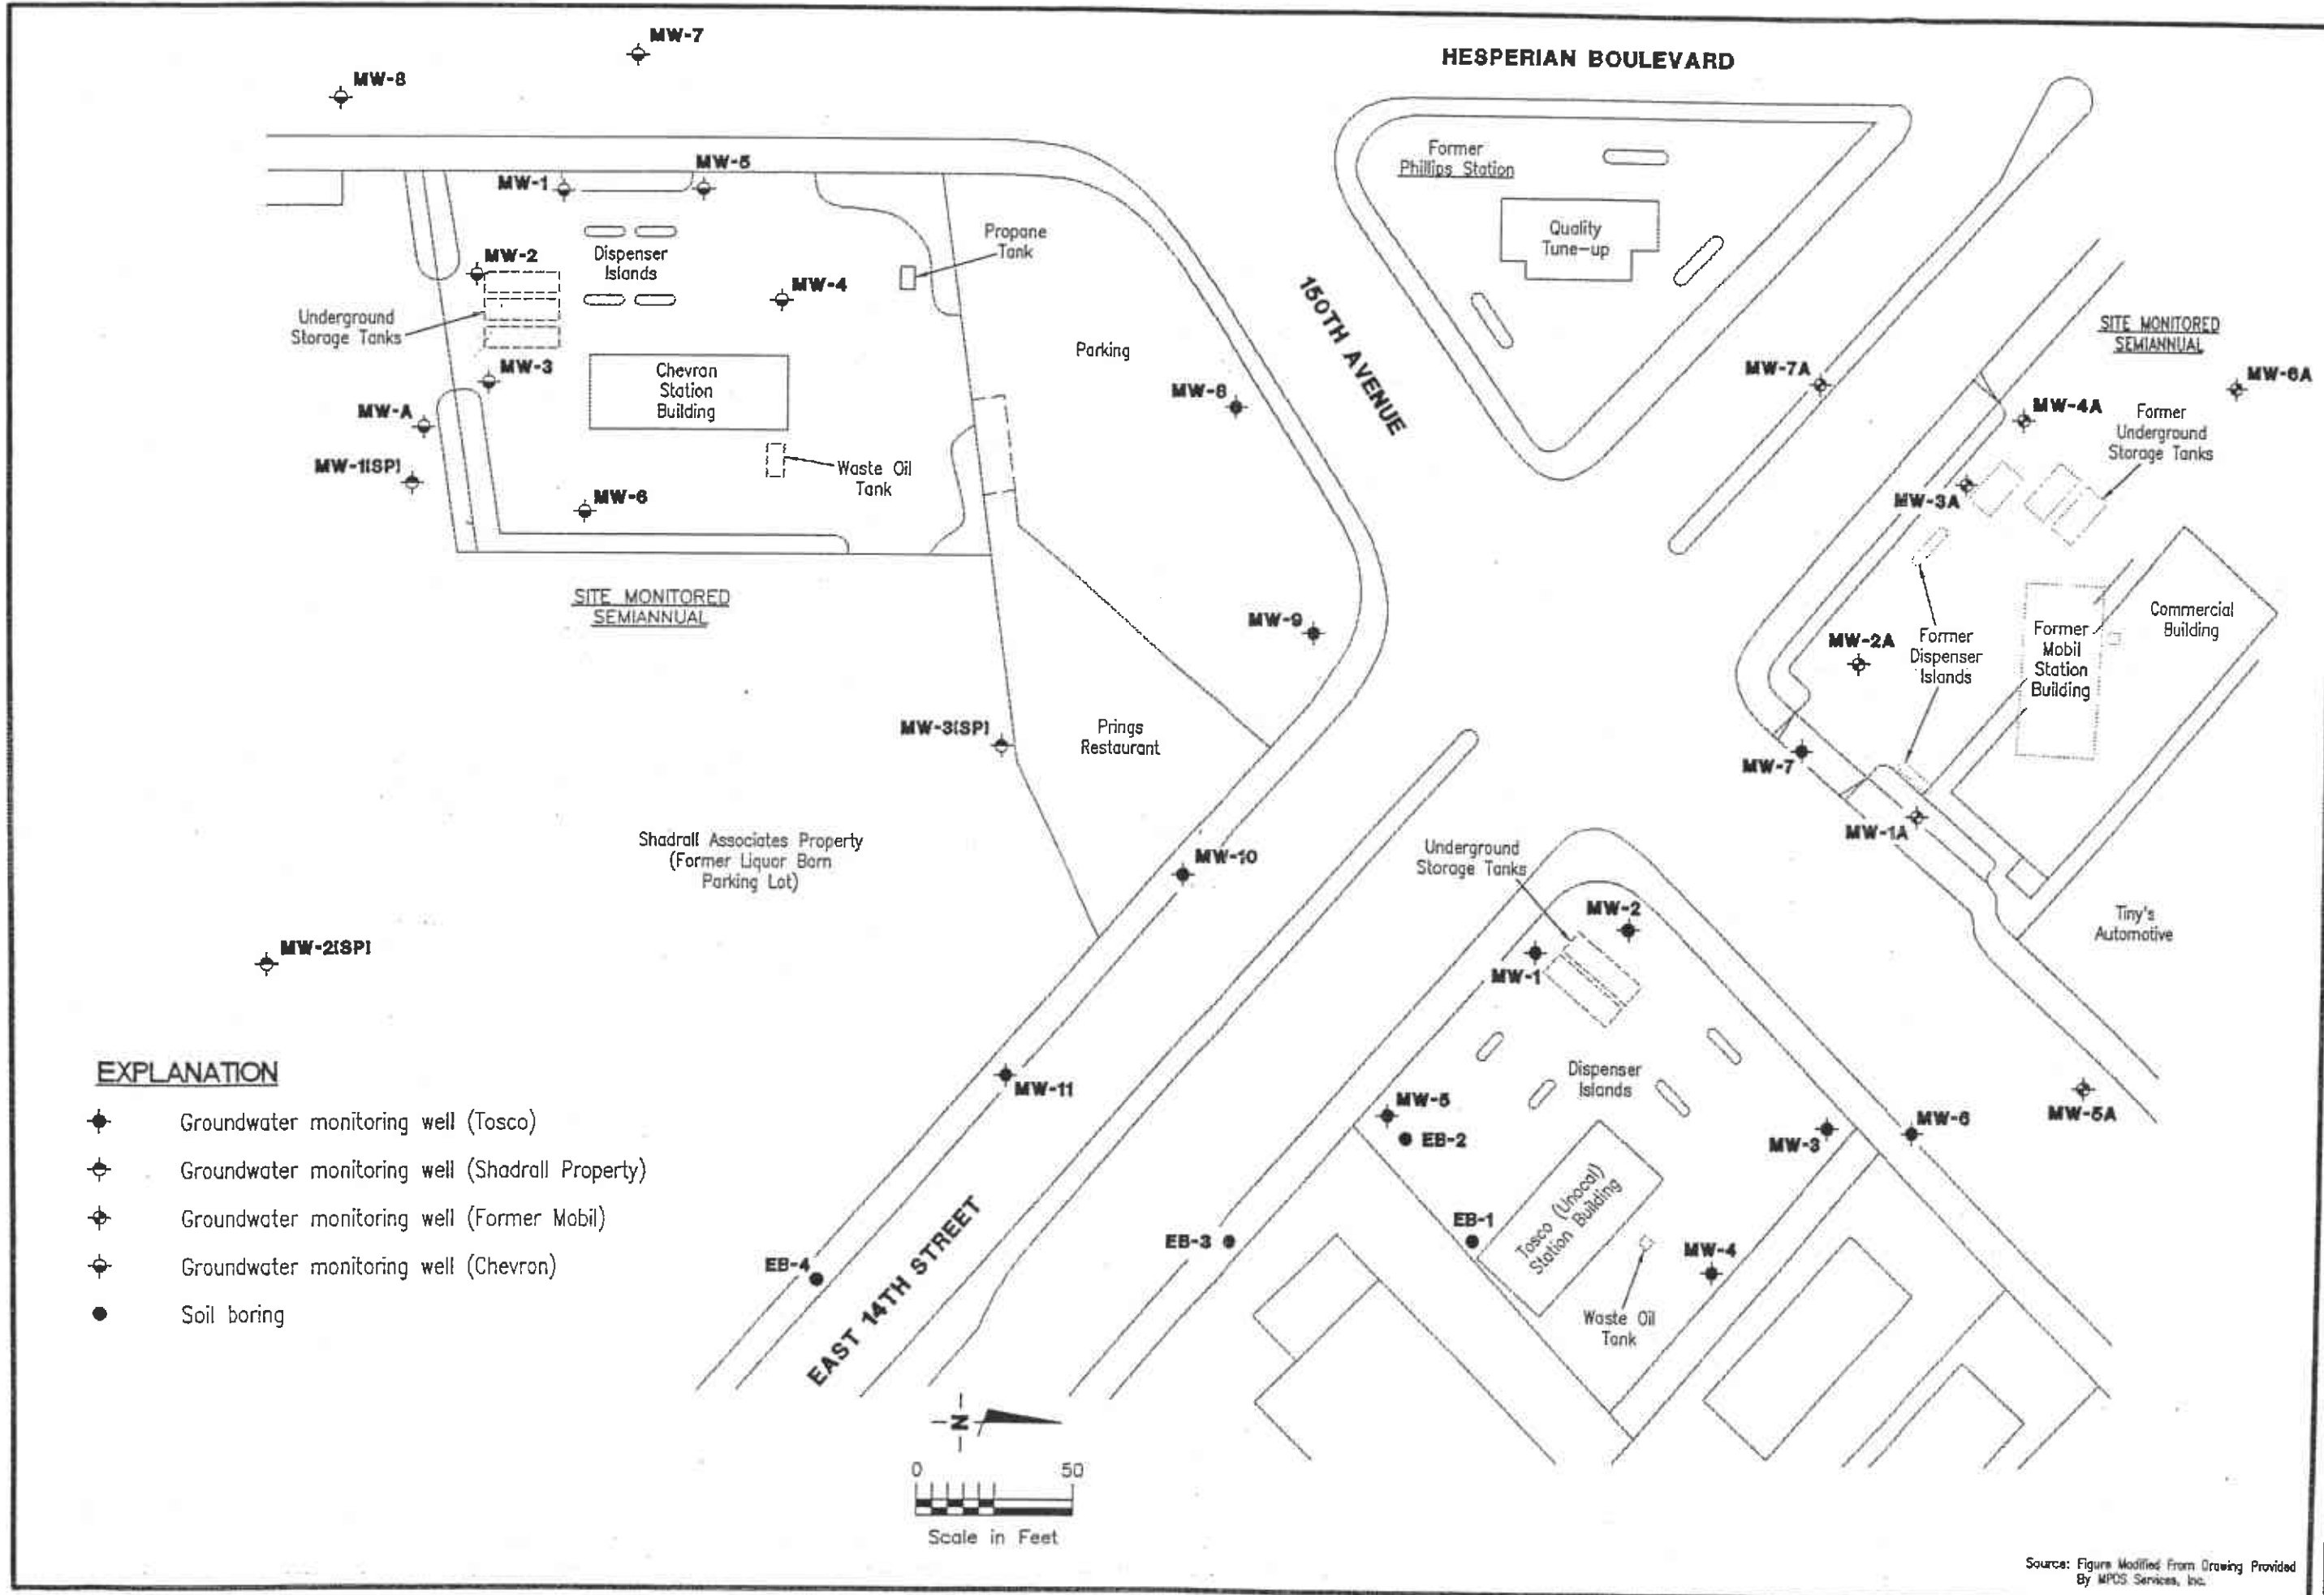 MW-7
HESPERIAN BOULEVARD
MW-8
Former
Phillips Station
MW-5
MW-1
Quality
Tune-up
Propane
Tank
MW-2
Dispenser
Islands
MW-4
150TH AVENUE
Underground
Storage Tanks
SITE MONITORED
SEMIANNUAL
Parking
MW-3
Chevron
Station
Building
MW-7A
MW-6A
MW-8
MW-A
MW-4A
Former
Underground
Storage Tanks
MW-1(SP)
Waste Oil
Tank
MW-3A
MW-6
SITE MONITORED
SEMIANNUAL
Commercial
Building
MW-9
MW-2A
Former
Dispenser
Islands
Former
Mobil
Station
Building
MW-3(SP)
Prings
Restaurant
MW-7
MW-1A
Shadrall Associates Property
(Former Liquor Barn
Parking Lot)
MW-10
Underground
Storage Tanks
MW-2
Tiny's
Automotive
MW-2(SP)
MW-1
EXPLANATION
Groundwater monitoring well (Tosco)
Groundwater monitoring well (Shadrall Property)
Groundwater monitoring well (Former Mobil)
Groundwater monitoring well (Chevron)
Soil boring
MW-11
Dispenser
Islands
MW-5
EB-2
MW-3
MW-6
MW-5A
EB-1
Tosco (Unocal)
Station Building
EB-3
MW-4
EB-4
EAST 14TH STREET
Waste Oil
Tank
N
0 50
Scale in Feet
Source: Figure Modified From Drawing Provided
By MPDS Services, Inc.